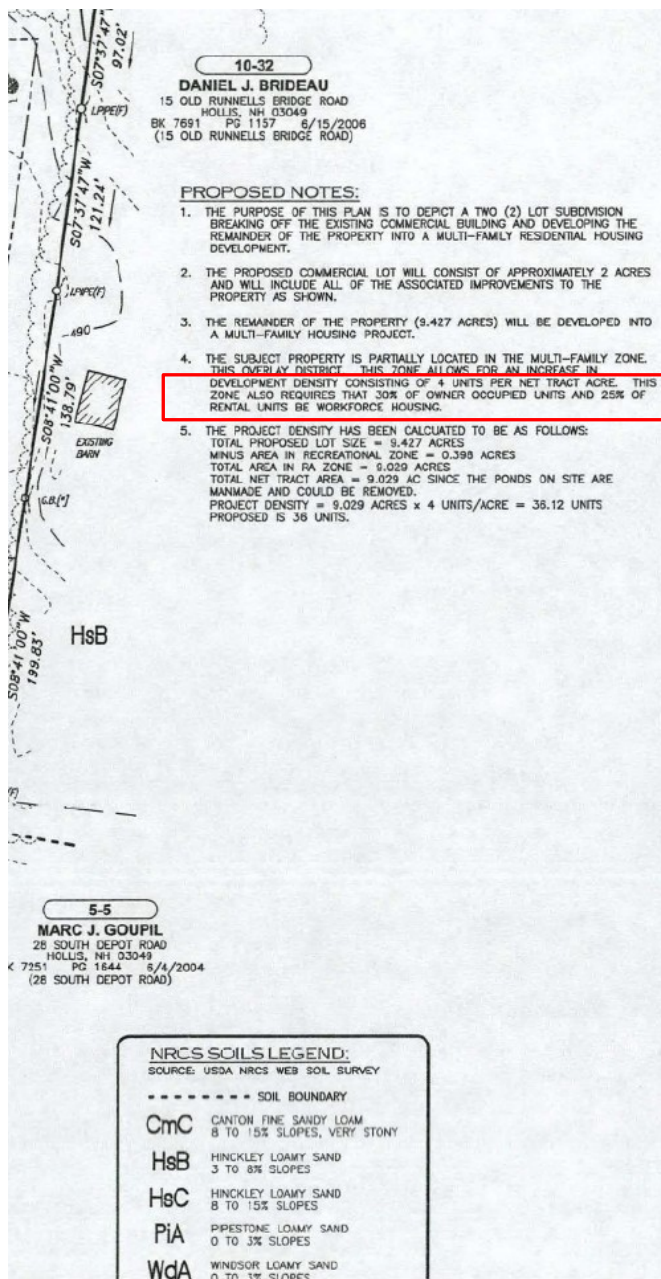 S07°37'47"
97.02'
10-32
DANIEL J. BRIDEAU
15 OLD RUNNELLS BRIDGE ROAD
HOLLIS, NH 03049
BK 7691 PG 1157 6/15/2006
(15 OLD RUNNELLS BRIDGE ROAD)
I.PIPE(F)
S07°37'47"W
121.24'
PROPOSED NOTES:
1. THE PURPOSE OF THIS PLAN IS TO DEPICT A TWO (2) LOT SUBDIVISION
BREAKING OFF THE EXISTING COMMERCIAL BUILDING AND DEVELOPING THE
REMAINDER OF THE PROPERTY INTO A MULTI-FAMILY RESIDENTIAL HOUSING
DEVELOPMENT.
2. THE PROPOSED COMMERCIAL LOT WILL CONSIST OF APPROXIMATELY 2 ACRES
AND WILL INCLUDE ALL OF THE ASSOCIATED IMPROVEMENTS TO THE
PROPERTY AS SHOWN.
I.PIPE(F)
490
3. THE REMAINDER OF THE PROPERTY (9.427 ACRES) WILL BE DEVELOPED INTO
A MULTI-FAMILY HOUSING PROJECT.
4. THE SUBJECT PROPERTY IS PARTIALLY LOCATED IN THE MULTI-FAMILY ZONE.
THIS OVERLAY DISTRICT. THIS ZONE ALLOWS FOR AN INCREASE IN
DEVELOPMENT DENSITY CONSISTING OF 4 UNITS PER NET TRACT ACRE. THIS
ZONE ALSO REQUIRES THAT 30% OF OWNER OCCUPIED UNITS AND 25% OF
RENTAL UNITS BE WORKFORCE HOUSING.
S08°41'00"W
138.79'
EXISTING
BARN
5. THE PROJECT DENSITY HAS BEEN CALCUATED TO BE AS FOLLOWS:
TOTAL PROPOSED LOT SIZE = 9.427 ACRES
MINUS AREA IN RECREATIONAL ZONE = 0.398 ACRES
TOTAL AREA IN RA ZONE = 9.029 ACRES
TOTAL NET TRACT AREA = 9.029 AC SINCE THE PONDS ON SITE ARE
MANMADE AND COULD BE REMOVED.
PROJECT DENSITY = 9.029 ACRES x 4 UNITS/ACRE = 36.12 UNITS
PROPOSED IS 36 UNITS.
HsB
S08°41'00"W
199.83'
5-5
MARC J. GOUPIL
28 SOUTH DEPOT ROAD
HOLLIS, NH 03049
7251 PG 1644 6/4/2004
(28 SOUTH DEPOT ROAD)
NRCS SOILS LEGEND:
SOURCE: USDA NRCS WEB SOIL SURVEY
SOIL BOUNDARY
CmC CANTON FINE SANDY LOAM
8 TO 15% SLOPES, VERY STONY
HsB HINCKLEY LOAMY SAND
3 TO 8% SLOPES
HsC HINCKLEY LOAMY SAND
8 TO 15% SLOPES
PiA PIPESTONE LOAMY SAND
0 TO 3% SLOPES
WdA WINDSOR LOAMY SAND
0 TO 3% SLOPES